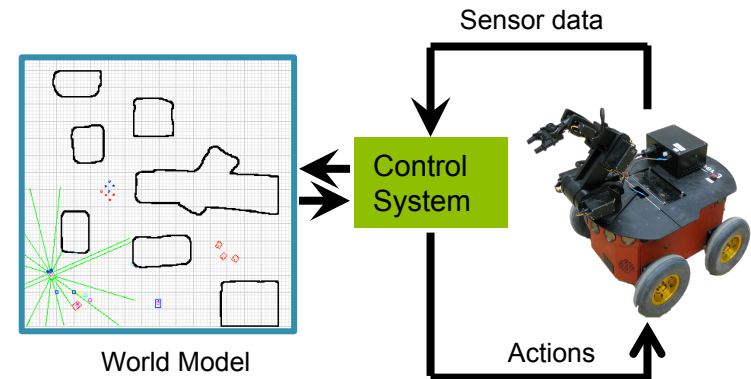 Sensor data
Control
System
World Model
Actions